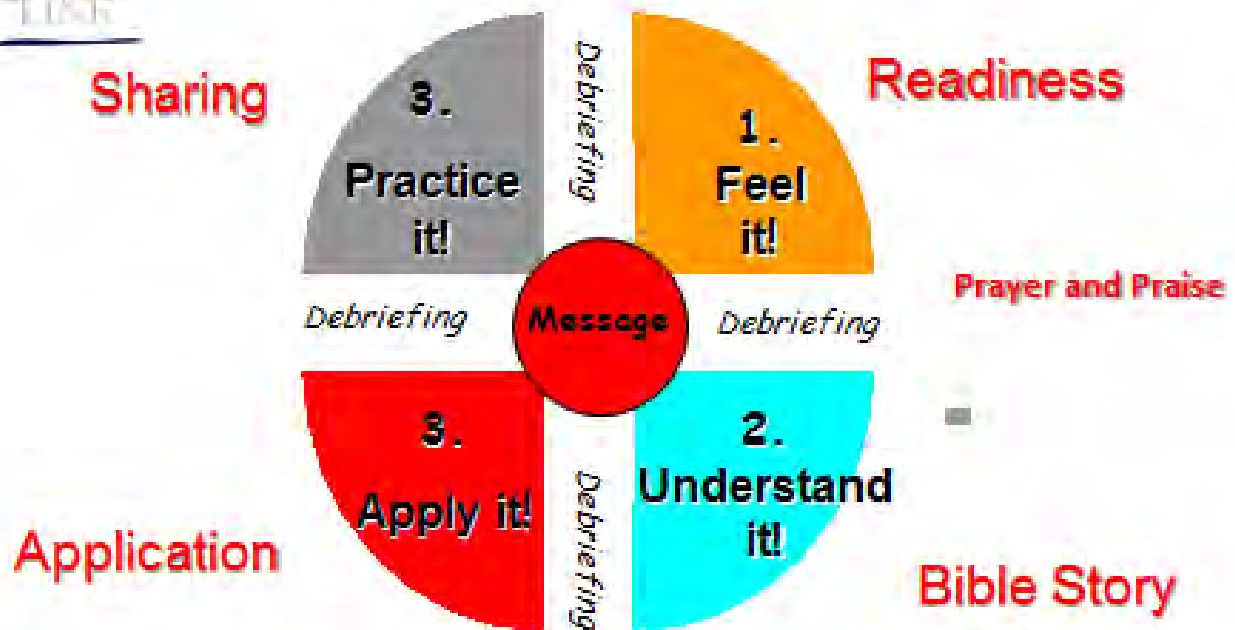 LINK
Sharing
3.
Practice
it!
Debriefing
1.
Feel
it!
Readiness
Debriefing
Message
Debriefing
Prayer and Praise
3.
Apply it!
Debriefing
2.
Understand
it!
Application
Bible Story